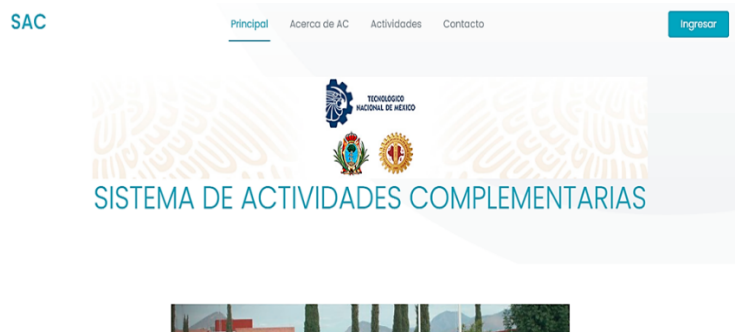 SAC
Principal
Acerca de AC
Actividades
Contacto
Ingresar
TECNOLÓGICO
NACIONAL DE MÉXICO
SISTEMA DE ACTIVIDADES COMPLEMENTARIAS